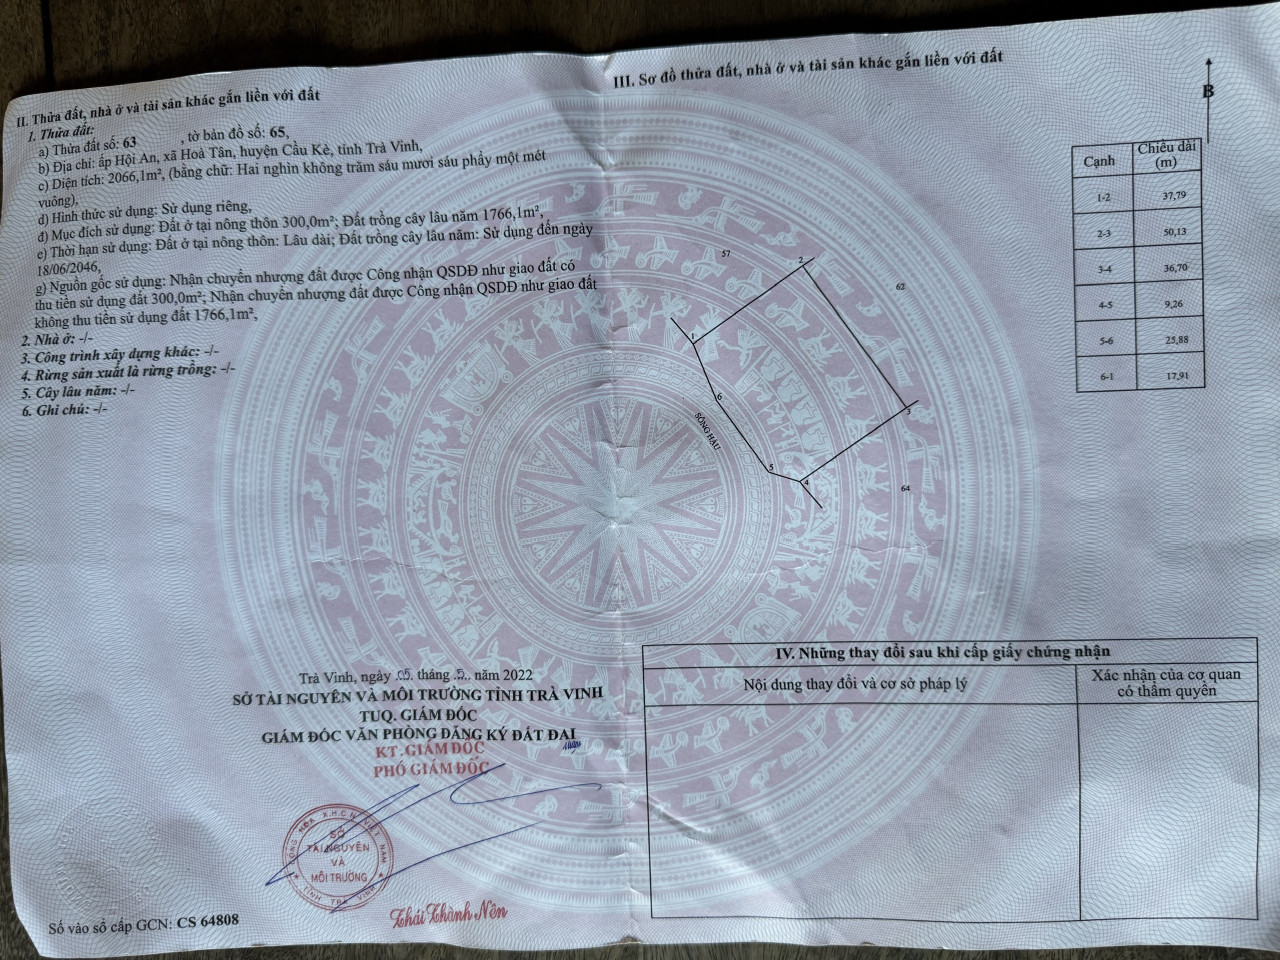 II. Thửa đất, nhà ở và tài sản khác gắn liền với đất
1. Thửa đất:
a) Thửa đất số: 63 , tờ bản đồ số: 65,
b) Địa chỉ: ấp Hội An, xã Hoà Tân, huyện Cầu Kè, tỉnh Trà Vinh,
c) Diện tích: 2066,1m², (bằng chữ: Hai nghìn không trăm sáu mươi sáu phẩy một mét
vuông),
d) Hình thức sử dụng: Sử dụng riêng,
đ) Mục đích sử dụng: Đất ở tại nông thôn 300,0m²; Đất trồng cây lâu năm 1766,1m²,
e) Thời hạn sử dụng: Đất ở tại nông thôn: Lâu dài; Đất trồng cây lâu năm: Sử dụng đến ngày
18/06/2046,
g) Nguồn gốc sử dụng: Nhận chuyển nhượng đất được Công nhận QSDĐ như giao đất có
thu tiền sử dụng đất 300,0m²; Nhận chuyển nhượng đất được Công nhận QSDĐ như giao đất
không thu tiền sử dụng đất 1766,1m²,
2. Nhà ở: -/-
3. Công trình xây dựng khác: -/-
4. Rừng sản xuất là rừng trồng: -/-
5. Cây lâu năm: -/-
6. Ghi chú: -/-
Trà Vinh, ngày 05 tháng 5 năm 2022
SỞ TÀI NGUYÊN VÀ MÔI TRƯỜNG TỈNH TRÀ VINH
TUQ. GIÁM ĐỐC
GIÁM ĐỐC VĂN PHÒNG ĐĂNG KÝ ĐẤT ĐAI
KT.GIÁM ĐỐC
PHÓ GIÁM ĐỐC
CỘNG HÒA X.H.C.N VIỆT NAM
SỞ
TÀI NGUYÊN
VÀ
MÔI TRƯỜNG
TỈNH TRÀ VINH
Thái Thành Nên
Số vào sổ cấp GCN: CS 64808
III. Sơ đồ thửa đất, nhà ở và tài sản khác gắn liền với đất
B
Cạnh Chiều dài (m)
1-2 37,79
2-3 50,13
3-4 36,70
4-5 9,26
5-6 25,88
6-1 17,91
57
2
62
1
6
3
SÔNG HẬU
5
4
64
IV. Những thay đổi sau khi cấp giấy chứng nhận
Nội dung thay đổi và cơ sở pháp lý
Xác nhận của cơ quan
có thẩm quyền